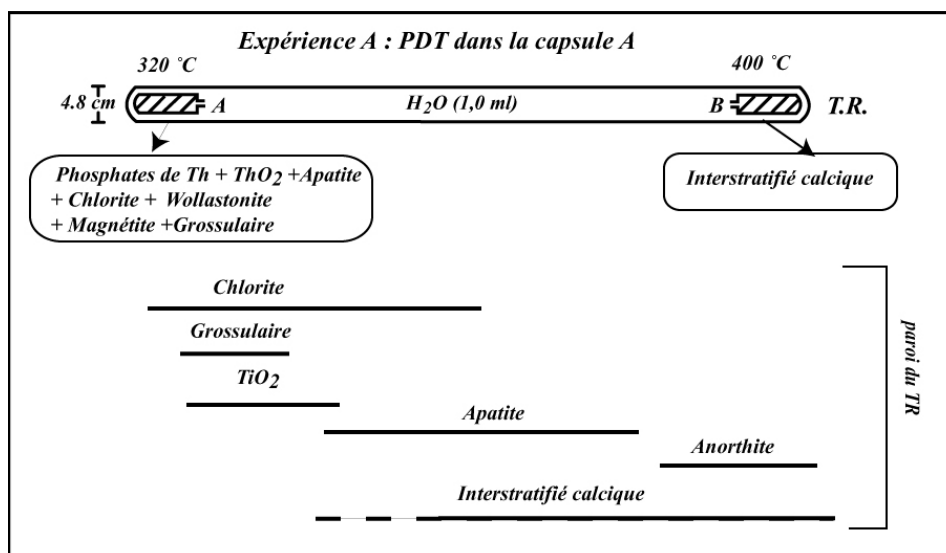 Expérience A : PDT dans la capsule A
320 °C
400 °C
4.8 cm
A
H2O (1,0 ml)
B
T.R.
Phosphates de Th + ThO2 +Apatite
+ Chlorite + Wollastonite
+ Magnétite +Grossulaire
Interstratifié calcique
Chlorite
Grossulaire
TiO2
Apatite
Anorthite
Interstratifié calcique
paroi du TR